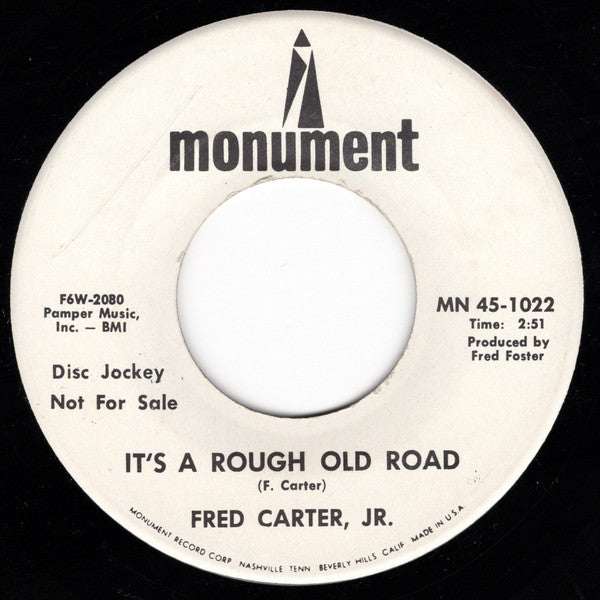 monument
F6W-2080
Pamper Music,
Inc. — BMI
Disc Jockey
Not For Sale
MN 45-1022
Time: 2:51
Produced by
Fred Foster
IT'S A ROUGH OLD ROAD
(F. Carter)
FRED CARTER, JR.
MONUMENT RECORD CORP. NASHVILLE TENN. BEVERLY HILLS CALIF MADE IN U.S.A.